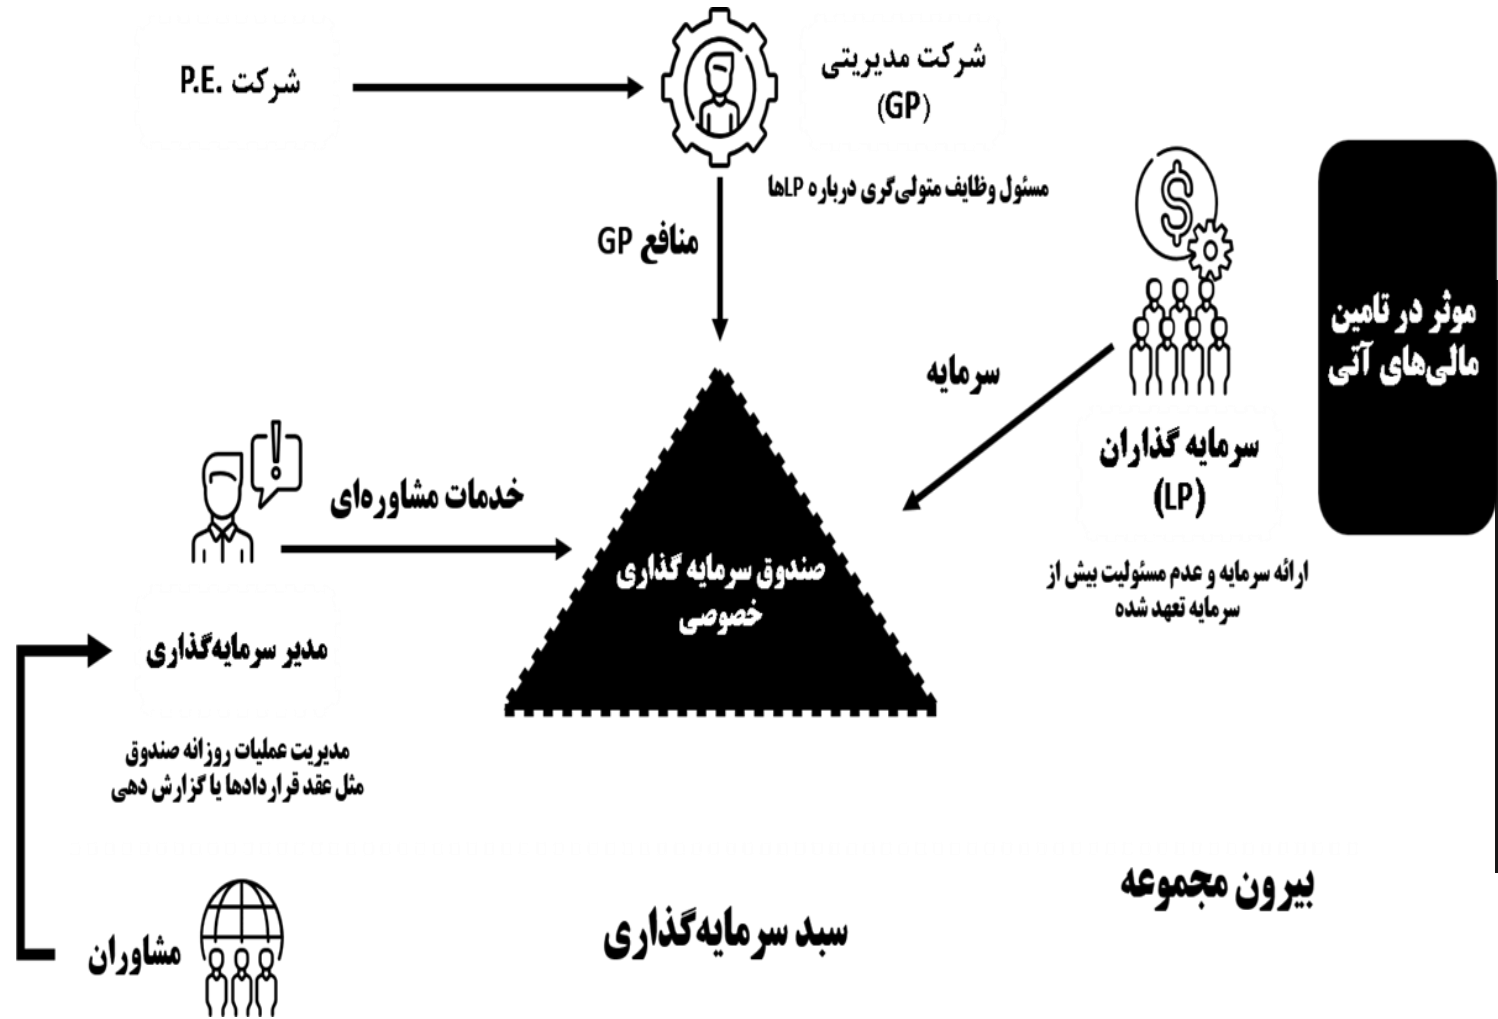 شرکت مدیریتی
(GP)
شرکت P.E.
مسئول وظایف متولی‌گری درباره LPها
منافع GP
موثر در تامین
مالی‌های آتی
سرمایه
سرمایه گذاران
(LP)
ارائه سرمایه و عدم مسئولیت بیش از
سرمایه تعهد شده
خدمات مشاوره‌ای
صندوق سرمایه گذاری
خصوصی
مدیر سرمایه‌گذاری
مدیریت عملیات روزانه صندوق
مثل عقد قراردادها یا گزارش دهی
بیرون مجموعه
سبد سرمایه‌گذاری
مشاوران